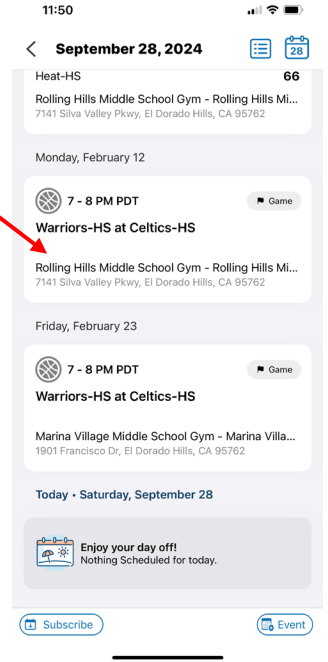 11:50
September 28, 2024
28
Heat-HS 66
Rolling Hills Middle School Gym - Rolling Hills Mi...
7141 Silva Valley Pkwy, El Dorado Hills, CA 95762
Monday, February 12
7 - 8 PM PDT Game
Warriors-HS at Celtics-HS
Rolling Hills Middle School Gym - Rolling Hills Mi...
7141 Silva Valley Pkwy, El Dorado Hills, CA 95762
Friday, February 23
7 - 8 PM PDT Game
Warriors-HS at Celtics-HS
Marina Village Middle School Gym - Marina Villa...
1901 Francisco Dr, El Dorado Hills, CA 95762
Today • Saturday, September 28
Enjoy your day off!
Nothing Scheduled for today.
Subscribe Event